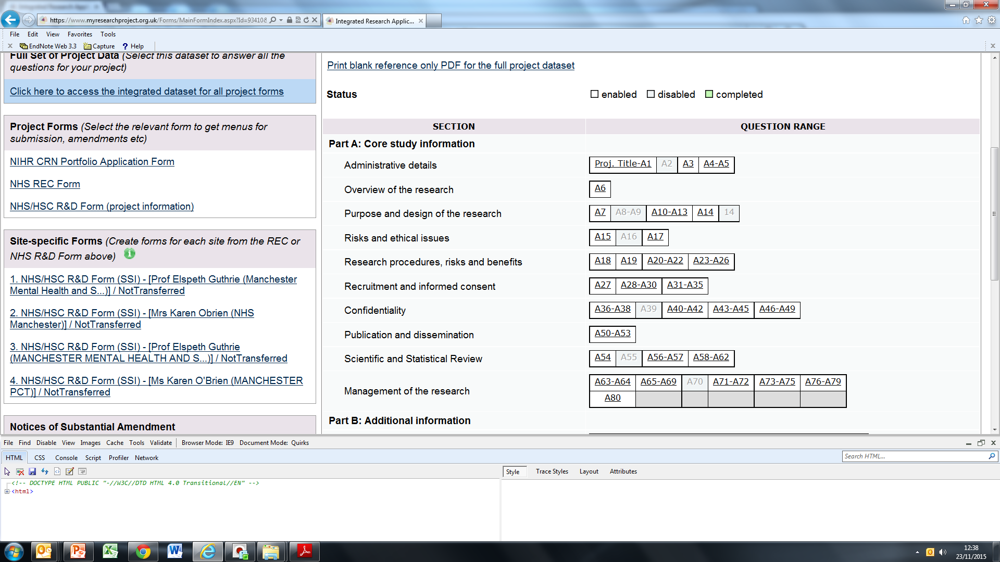 https://www.myresearchproject.org.uk/Forms/MainFormIndex.aspx?Id=934108
Integrated Research Applic...
File Edit View Favorites Tools
EndNote Web 3.3 Capture Help
Full Set of Project Data (Select this dataset to answer all the
questions for your project)
Click here to access the integrated dataset for all project forms
Project Forms (Select the relevant form to get menus for
submission, amendments etc)
NIHR CRN Portfolio Application Form
NHS REC Form
NHS/HSC R&D Form (project information)
Site-specific Forms (Create forms for each site from the REC or
NHS R&D Form above)
1. NHS/HSC R&D Form (SSI) - [Prof Elspeth Guthrie (Manchester
Mental Health and S...)] / NotTransferred
2. NHS/HSC R&D Form (SSI) - [Mrs Karen Obrien (NHS
Manchester)] / NotTransferred
3. NHS/HSC R&D Form (SSI) - [Prof Elspeth Guthrie
(MANCHESTER MENTAL HEALTH AND S...)] / NotTransferred
4. NHS/HSC R&D Form (SSI) - [Ms Karen O'Brien (MANCHESTER
PCT)] / NotTransferred
Notices of Substantial Amendment
Print blank reference only PDF for the full project dataset
Status enabled disabled completed
SECTION QUESTION RANGE
Part A: Core study information
Administrative details Proj. Title-A1 A2 A3 A4-A5
Overview of the research A6
Purpose and design of the research A7 A8-A9 A10-A13 A14 14
Risks and ethical issues A15 A16 A17
Research procedures, risks and benefits A18 A19 A20-A22 A23-A26
Recruitment and informed consent A27 A28-A30 A31-A35
Confidentiality A36-A38 A39 A40-A42 A43-A45 A46-A49
Publication and dissemination A50-A53
Scientific and Statistical Review A54 A55 A56-A57 A58-A62
Management of the research A63-A64 A65-A69 A70 A71-A72 A73-A75 A76-A79
A80
Part B: Additional information
File Find Disable View Images Cache Tools Validate Browser Mode: IE9 Document Mode: Quirks
HTML CSS Console Script Profiler Network
Search HTML...
Style Trace Styles Layout Attributes
<!-- DOCTYPE HTML PUBLIC "-//W3C//DTD HTML 4.0 Transitional//EN" -->
<html>
12:38
23/11/2015